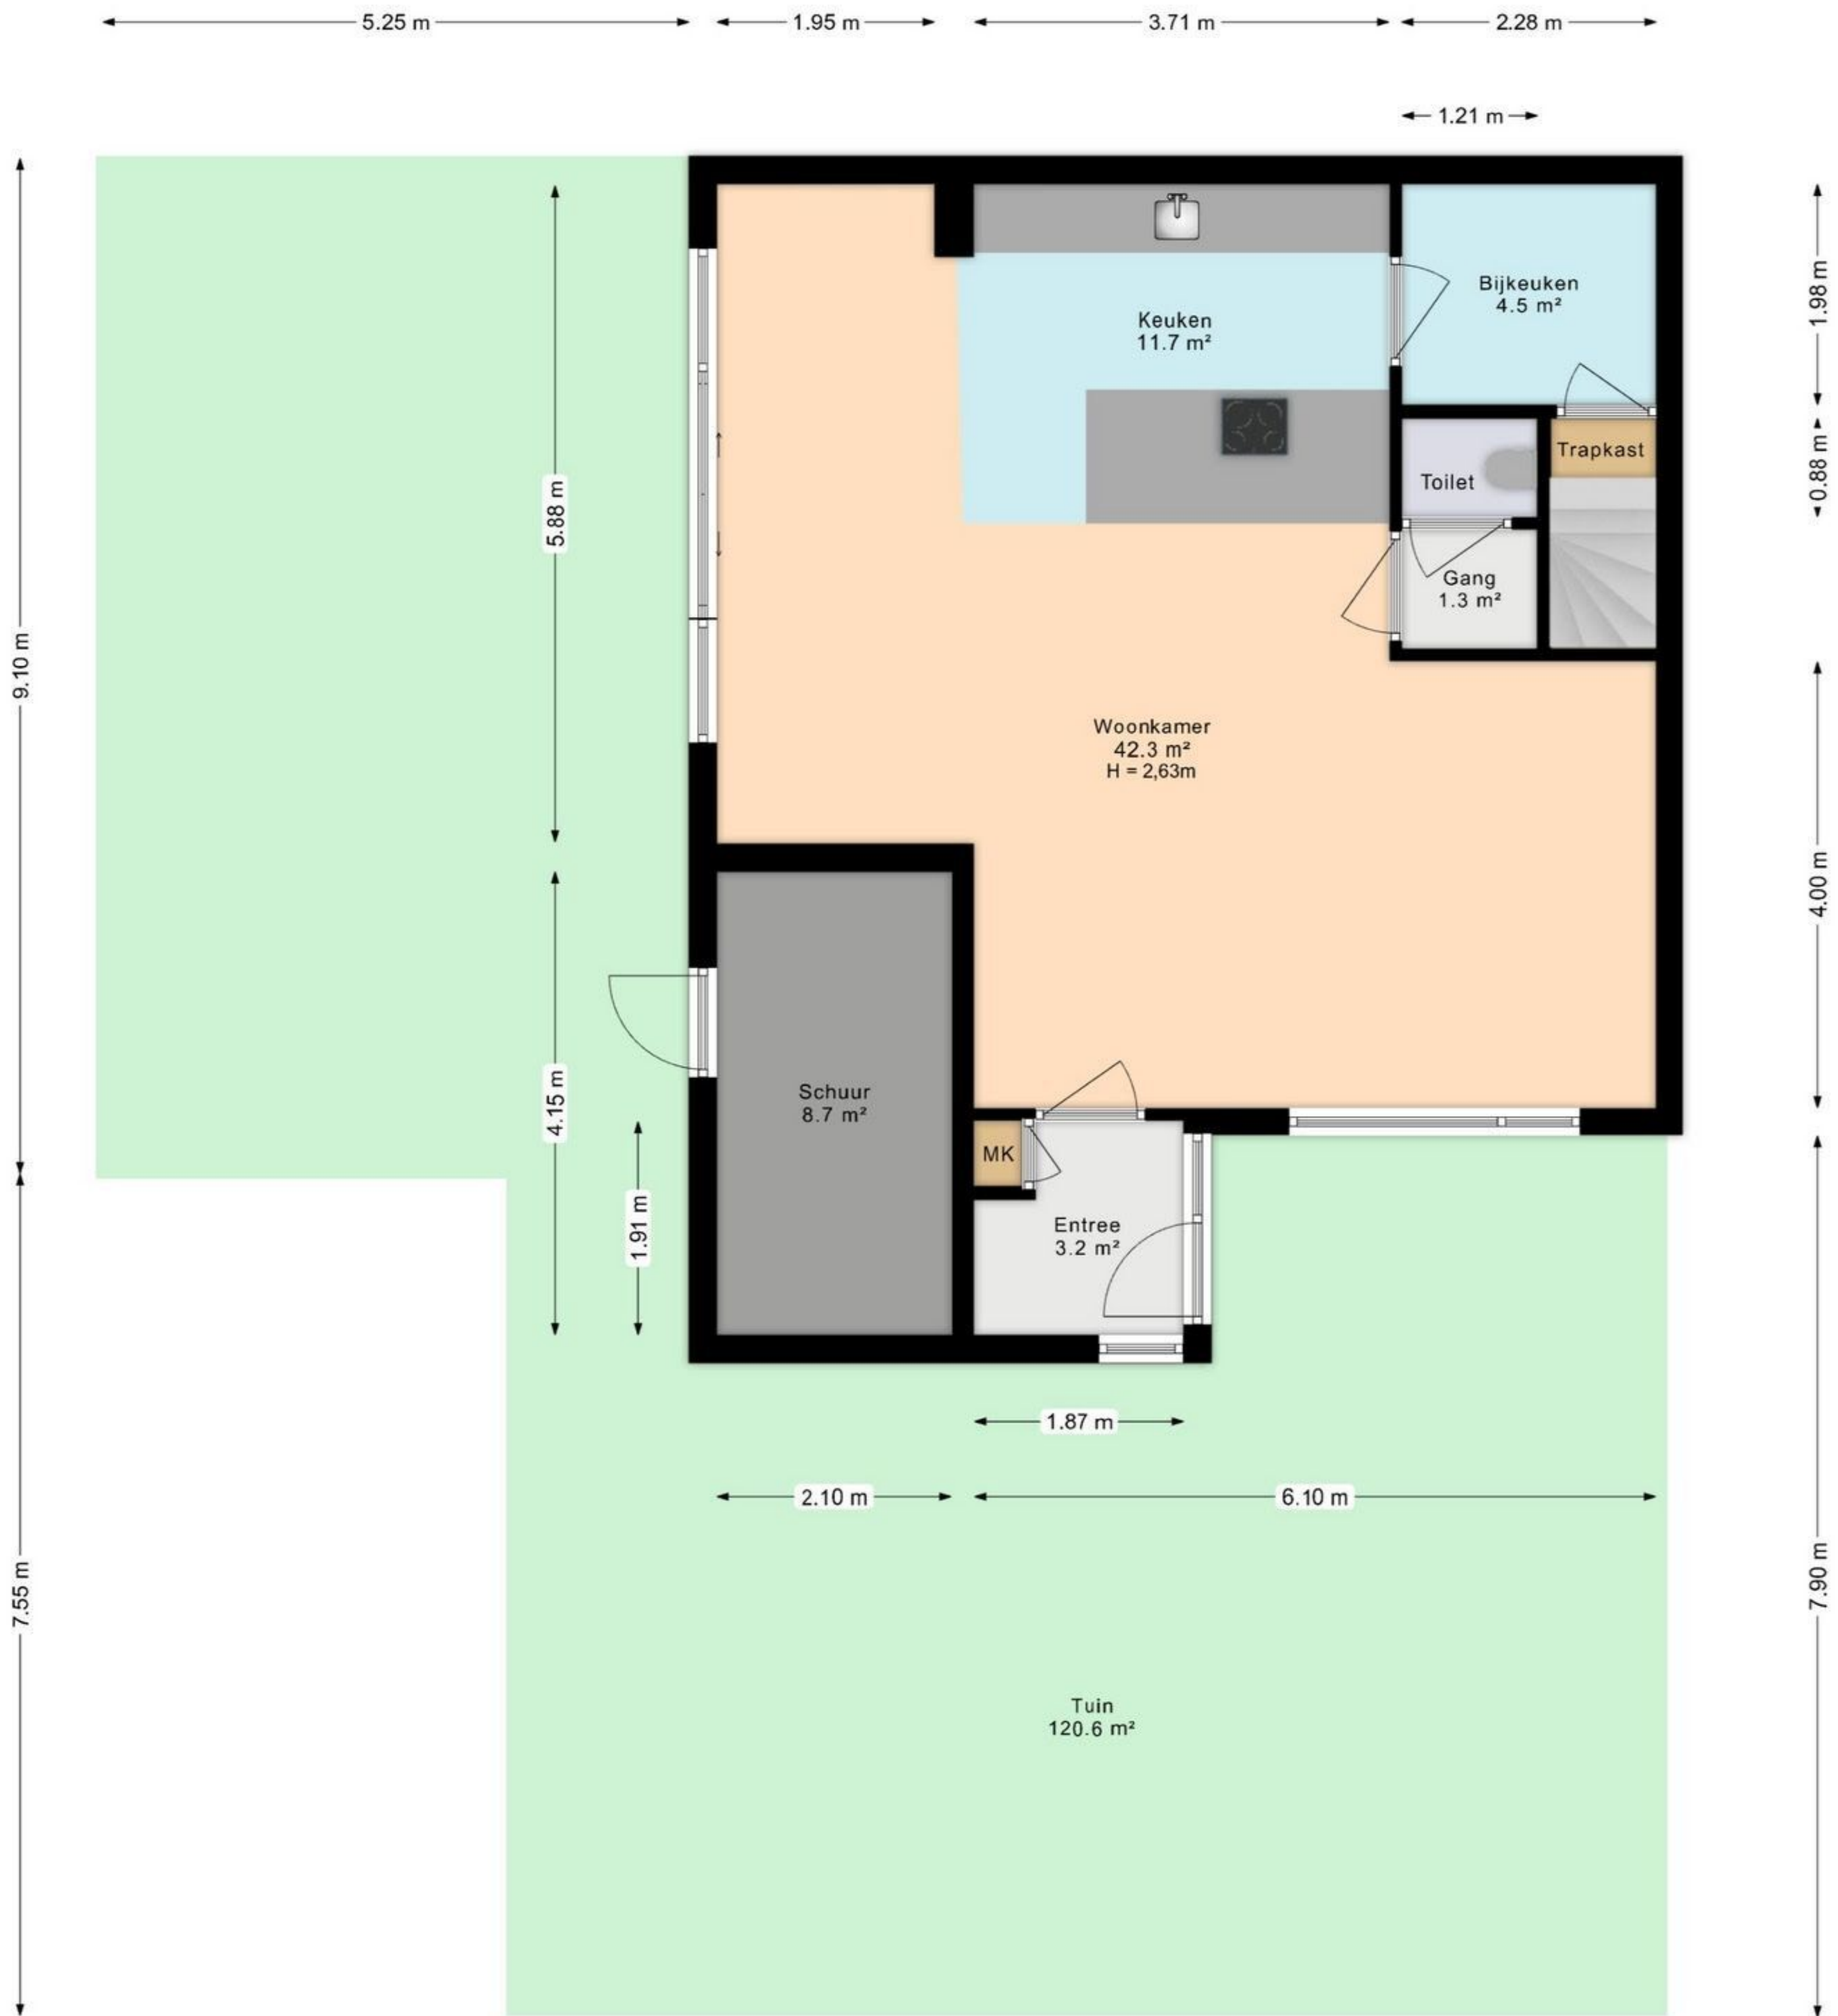 5.25 m
1.95 m
3.71 m
2.28 m
1.21 m
Bijkeuken
4.5 m²
1.98 m
Keuken
11.7 m²
Trapkast
0.88 m
Toilet
5.88 m
Gang
1.3 m²
9.10 m
Woonkamer
42.3 m²
H = 2,63m
4.00 m
Schuur
8.7 m²
4.15 m
MK
1.91 m
Entree
3.2 m²
1.87 m
2.10 m
6.10 m
7.55 m
7.90 m
Tuin
120.6 m²